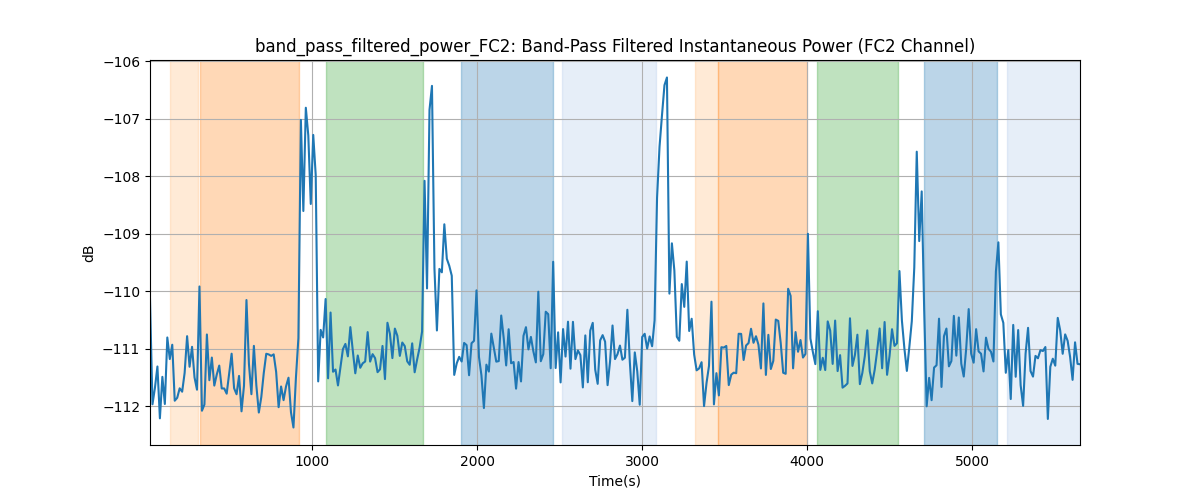 band_pass_filtered_power_FC2: Band-Pass Filtered Instantaneous Power (FC2 Channel)
−106
−107
−108
−109
−110
−111
−112
dB
1000 2000 3000 4000 5000
Time(s)